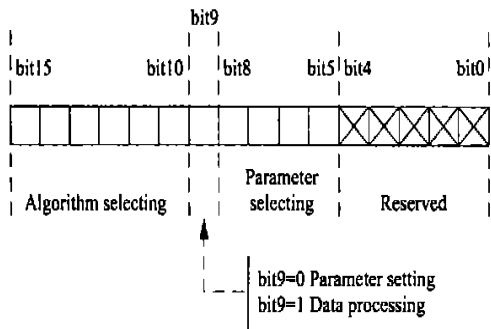 bit9
bit15 bit10 bit8 bit5 bit4 bit0
Algorithm selecting
Parameter
selecting
Reserved
bit9=0 Parameter setting
bit9=1 Data processing